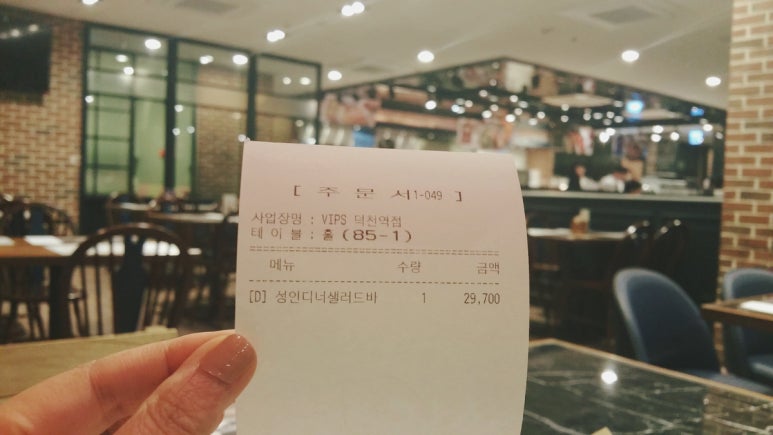 [ 주 문 서1-049 ]
사업장명 : VIPS 덕천역점
테 이 블 : 홀 (85-1)
메뉴 수량 금액
[D] 성인디너샐러드바 1 29,700